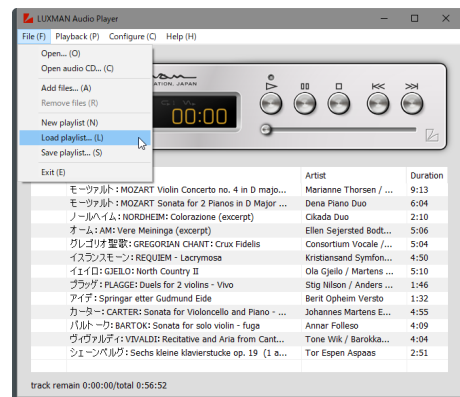 LUXMAN Audio Player
File (F) Playback (P) Configure (C) Help (H)
Open... (O)
Open audio CD... (C)
Add files... (A)
Remove files (R)
New playlist (N)
Load playlist... (L)
Save playlist... (S)
Exit (E)
ATION. JAPAN
00:00
Artist Duration
モーツァルト：MOZART Violin Concerto no. 4 in D majo... Marianne Thorsen / ... 9:13
モーツァルト：MOZART Sonata for 2 Pianos in D Major ... Dena Piano Duo 6:04
ノールヘイム：NORDHEIM: Colorazione (excerpt) Cikada Duo 2:10
オーム：AM: Vere Meininga (excerpt) Ellen Sejersted Bodt... 5:06
グレゴリオ聖歌：GREGORIAN CHANT: Crux Fidelis Consortium Vocale /... 5:04
イスランスモーン：REQUIEM - Lacrymosa Kristiansand Symfon... 4:50
イェイロ：GJEILO: North Country II Ola Gjeilo / Martens ... 5:10
プラッゲ：PLAGGE: Duels for 2 violins - Vivo Stig Nilson / Anders ... 1:46
アイデ：Springar etter Gudmund Eide Berit Opheim Versto 1:32
カーター：CARTER: Sonata for Violoncello and Piano - ... Johannes Martens E... 4:55
バルトーク：BARTOK: Sonata for solo violin - fuga Annar Folleso 4:09
ヴィヴァルディ：VIVALDI: Recitative and Aria from Cant... Tone Wik / Barokka... 4:04
シェーンベルグ：Sechs kleine klavierstucke op. 19 (1 a... Tor Espen Aspaas 2:51
track remain 0:00:00/total 0:56:52